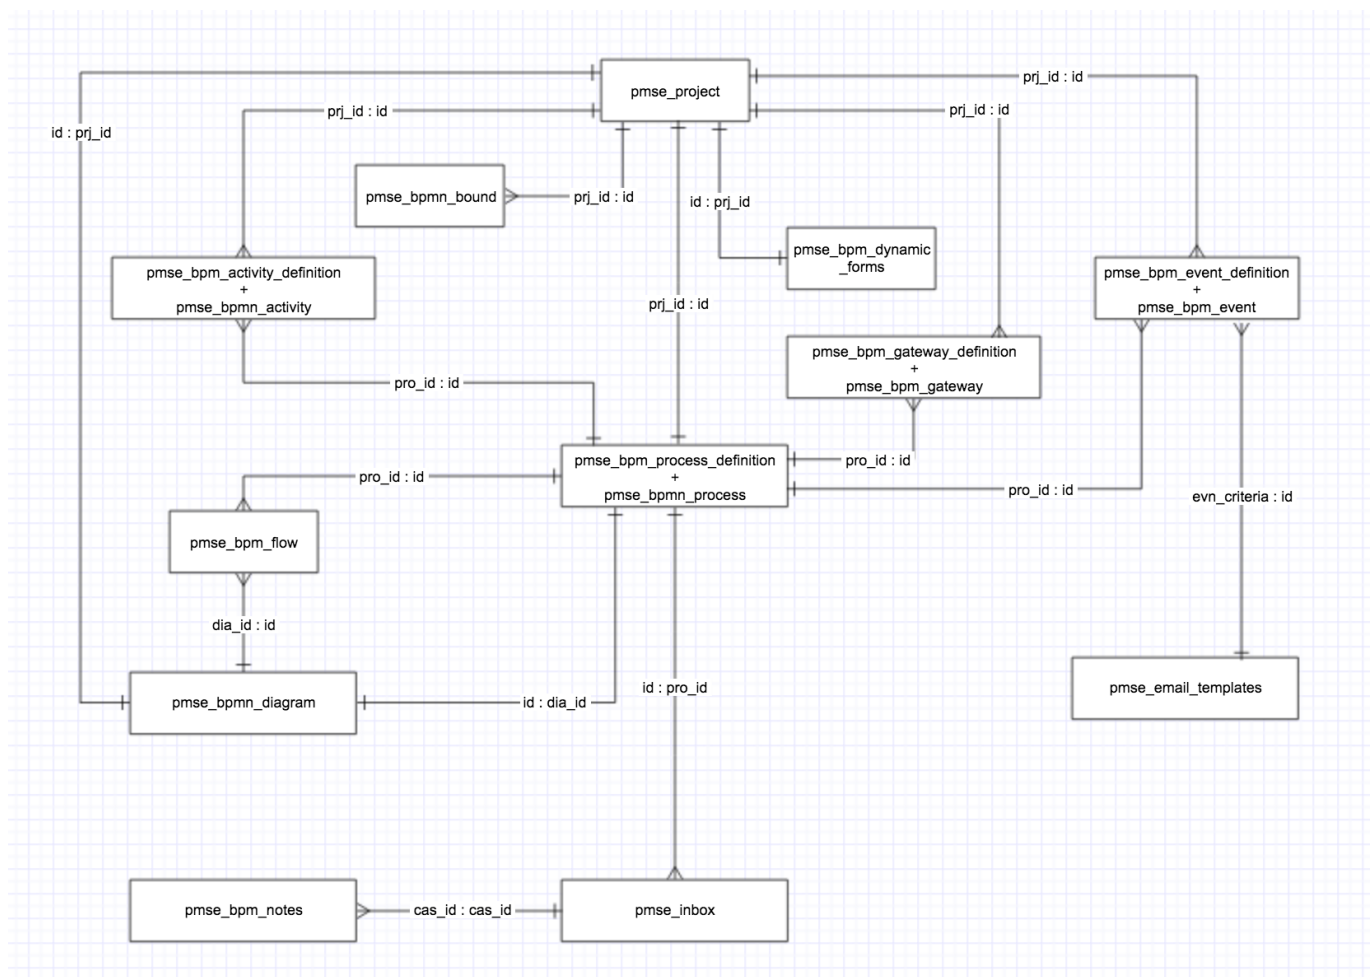 pmse_project
prj_id : id
prj_id : id
prj_id : id
id : prj_id
pmse_bpmn_bound
prj_id : id
id : prj_id
pmse_bpm_dynamic
_forms
pmse_bpm_activity_definition
+
pmse_bpmn_activity
pmse_bpm_event_definition
+
pmse_bpm_event
prj_id : id
pmse_bpm_gateway_definition
+
pmse_bpm_gateway
pro_id : id
pmse_bpm_process_definition
+
pmse_bpmn_process
pro_id : id
pro_id : id
pro_id : id
evn_criteria : id
pmse_bpm_flow
dia_id : id
pmse_bpmn_diagram
id : dia_id
id : pro_id
pmse_email_templates
pmse_bpm_notes
cas_id : cas_id
pmse_inbox